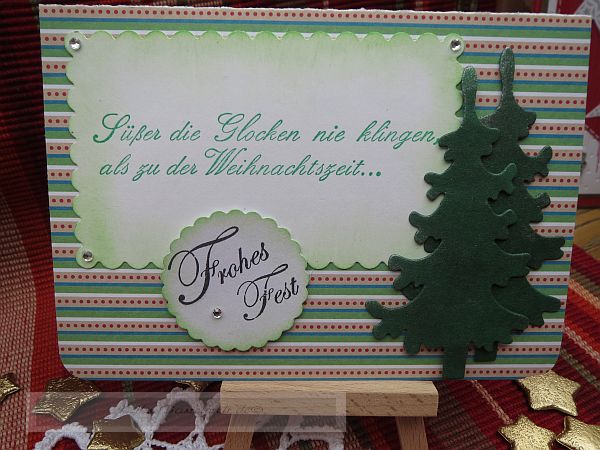 Süßer die Glocken nie klingen,
als zu der Weihnachtszeit...
Frohes
Fest